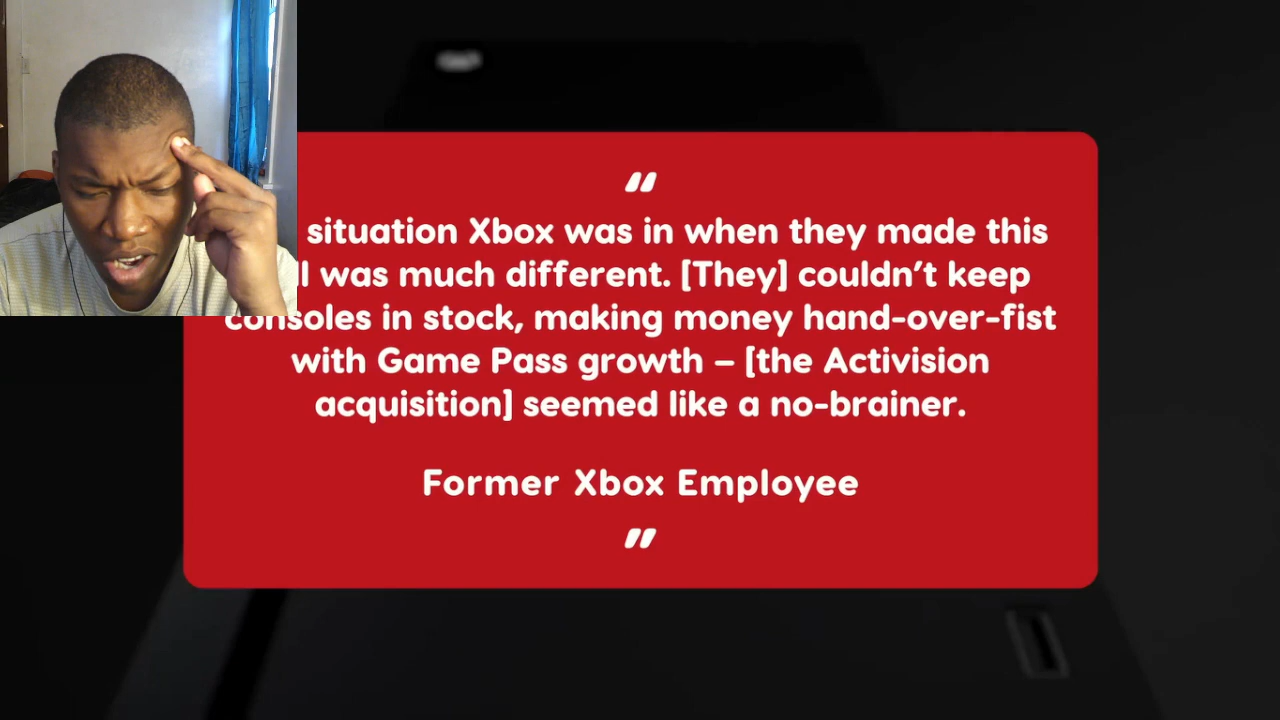 "
situation Xbox was in when they made this
was much different. [They] couldn't keep
consoles in stock, making money hand-over-fist
with Game Pass growth – [the Activision
acquisition] seemed like a no-brainer.
Former Xbox Employee
"